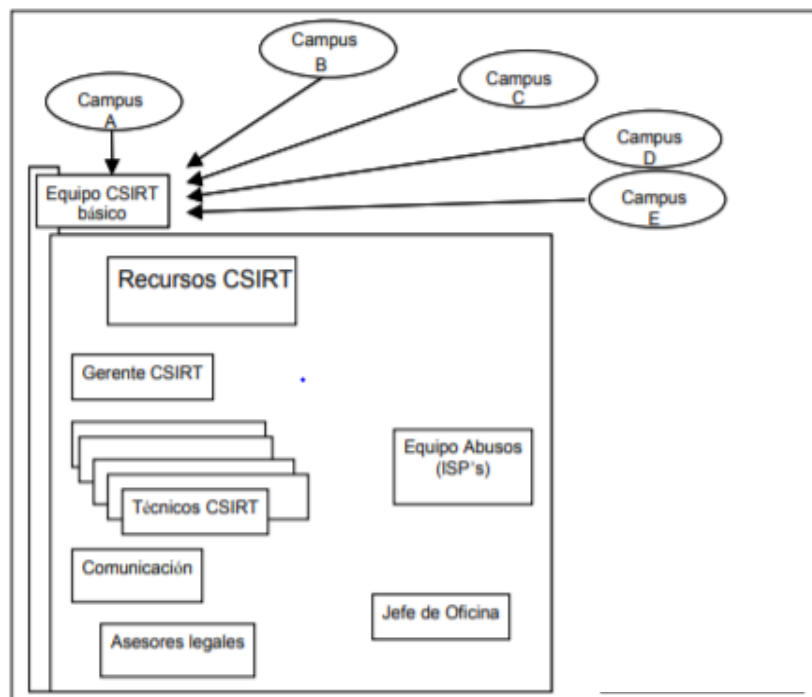 Campus
A
Campus
B
Campus
C
Campus
D
Campus
E
Equipo CSIRT
básico
Recursos CSIRT
Gerente CSIRT
Equipo Abusos
(ISP's)
Técnicos CSIRT
Comunicación
Jefe de Oficina
Asesores legales